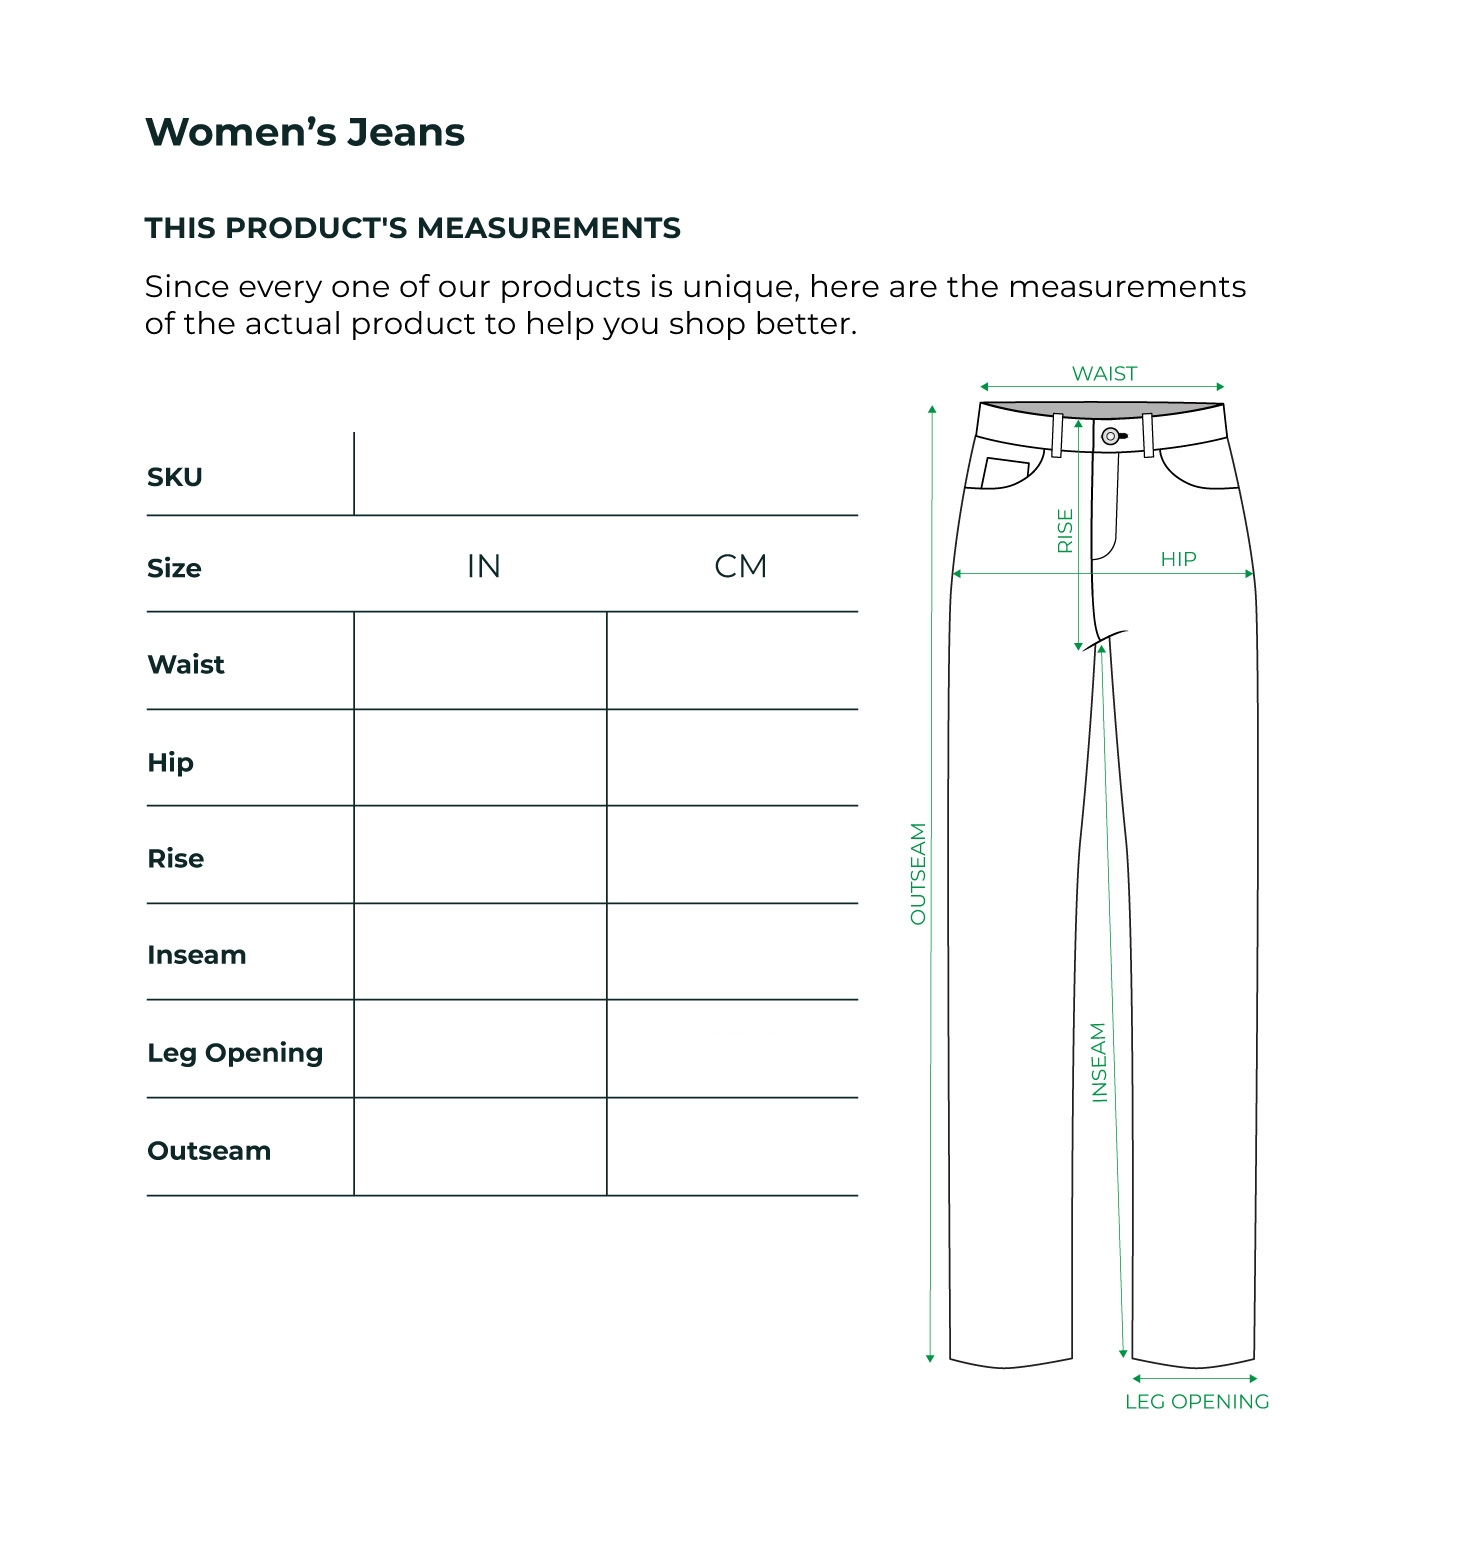 Women’s Jeans
THIS PRODUCT'S MEASUREMENTS
Since every one of our products is unique, here are the measurements
of the actual product to help you shop better.
SKU
Size IN CM
Waist
Hip
Rise
Inseam
Leg Opening
Outseam
WAIST
RISE
HIP
OUTSEAM
INSEAM
LEG OPENING